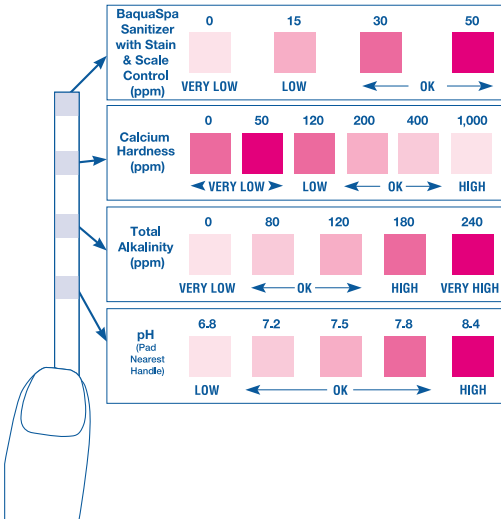 BaquaSpa
Sanitizer
with Stain
& Scale
Control
(ppm)
0 15 30 50
VERY LOW LOW OK
Calcium
Hardness
(ppm)
0 50 120 200 400 1,000
VERY LOW LOW OK HIGH
Total
Alkalinity
(ppm)
0 80 120 180 240
VERY LOW OK HIGH VERY HIGH
pH
(Pad
Nearest
Handle)
6.8 7.2 7.5 7.8 8.4
LOW OK HIGH